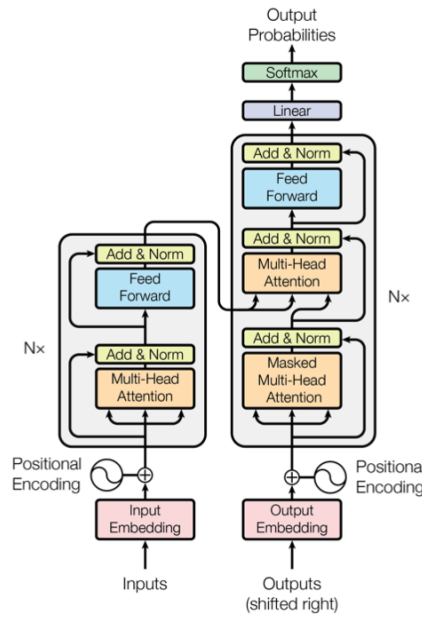 Output
Probabilities
Softmax
Linear
Add & Norm
Feed
Forward
Add & Norm
Multi-Head
Attention
Nx
Add & Norm
Masked
Multi-Head
Attention
Add & Norm
Feed
Forward
Nx
Add & Norm
Multi-Head
Attention
Positional
Encoding
Positional
Encoding
Input
Embedding
Output
Embedding
Inputs
Outputs
(shifted right)